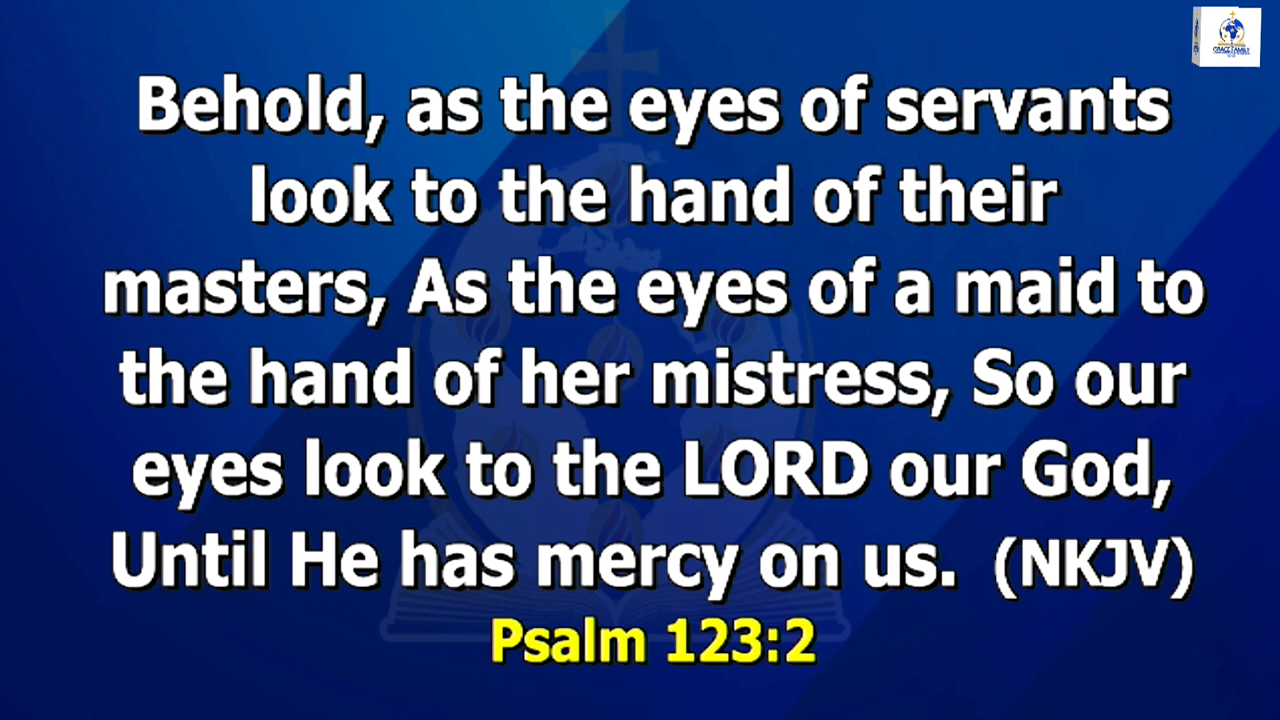 GRACE FAMILY
Behold, as the eyes of servants
look to the hand of their
masters, As the eyes of a maid to
the hand of her mistress, So our
eyes look to the LORD our God,
Until He has mercy on us. (NKJV)
Psalm 123:2